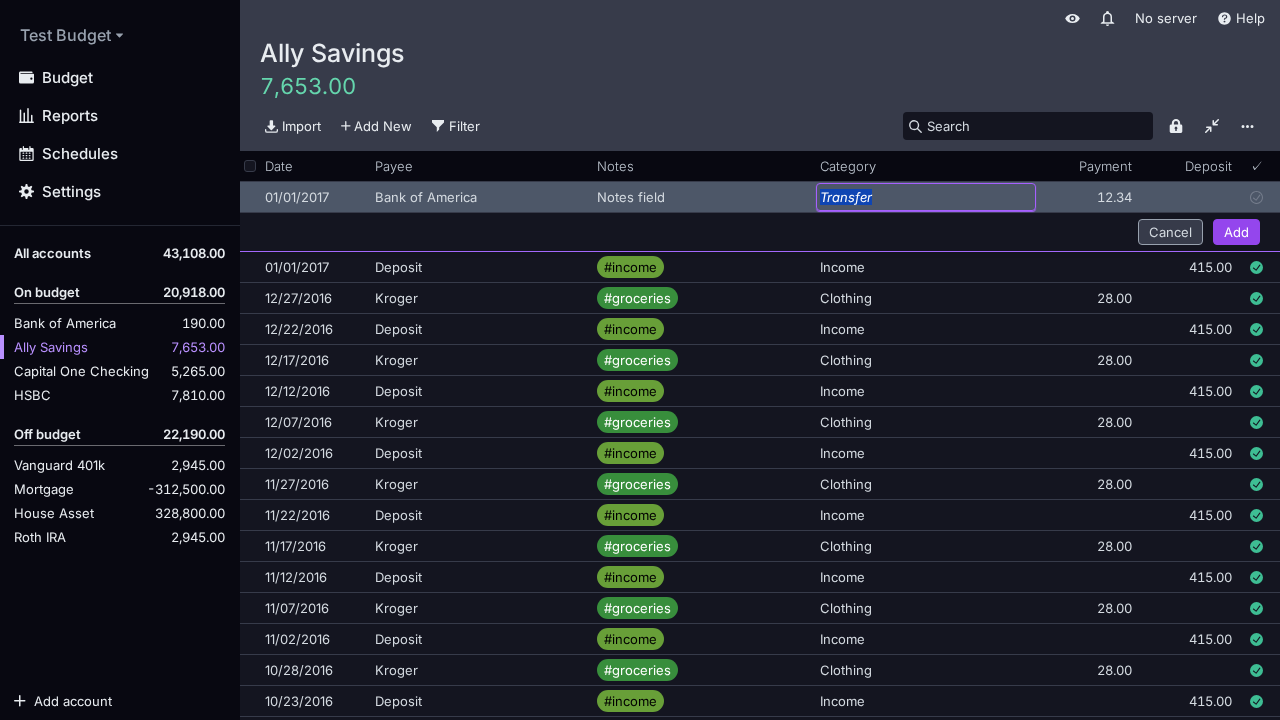 Test Budget
Budget
Reports
Schedules
Settings
All accounts 43,108.00
On budget 20,918.00
Bank of America 190.00
Ally Savings 7,653.00
Capital One Checking 5,265.00
HSBC 7,810.00
Off budget 22,190.00
Vanguard 401k 2,945.00
Mortgage -312,500.00
House Asset 328,800.00
Roth IRA 2,945.00
Add account
No server Help
Ally Savings
7,653.00
Import Add New Filter Search
Date Payee Notes Category Payment Deposit ✓
01/01/2017 Bank of America Notes field Transfer 12.34
Cancel Add
01/01/2017 Deposit #income Income 415.00
12/27/2016 Kroger #groceries Clothing 28.00
12/22/2016 Deposit #income Income 415.00
12/17/2016 Kroger #groceries Clothing 28.00
12/12/2016 Deposit #income Income 415.00
12/07/2016 Kroger #groceries Clothing 28.00
12/02/2016 Deposit #income Income 415.00
11/27/2016 Kroger #groceries Clothing 28.00
11/22/2016 Deposit #income Income 415.00
11/17/2016 Kroger #groceries Clothing 28.00
11/12/2016 Deposit #income Income 415.00
11/07/2016 Kroger #groceries Clothing 28.00
11/02/2016 Deposit #income Income 415.00
10/28/2016 Kroger #groceries Clothing 28.00
10/23/2016 Deposit #income Income 415.00